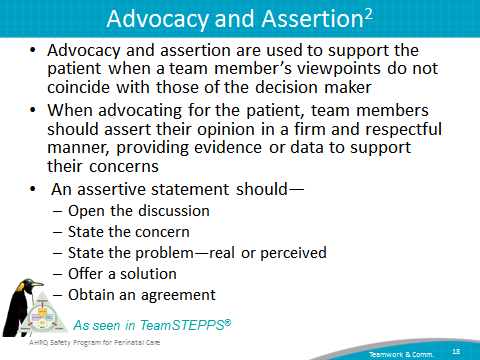 Advocacy and Assertion2
• Advocacy and assertion are used to support the
patient when a team member’s viewpoints do not
coincide with those of the decision maker
• When advocating for the patient, team members
should assert their opinion in a firm and respectful
manner, providing evidence or data to support
their concerns
• An assertive statement should—
– Open the discussion
– State the concern
– State the problem—real or perceived
– Offer a solution
– Obtain an agreement
As seen in TeamSTEPPS®
AHRQ Safety Program for Perinatal Care
Teamwork & Comm.
18